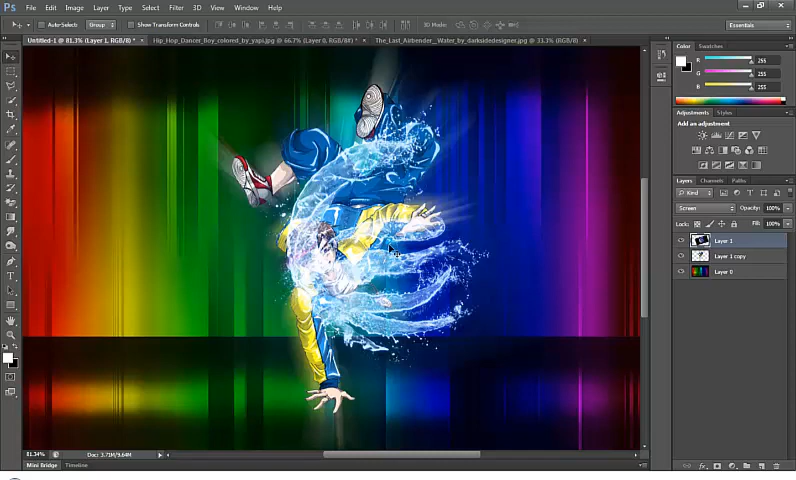 Ps File Edit Image Layer Type Select Filter 3D View Window Help
Auto-Select: Group Show Transform Controls 3D Mode: Essentials
Untitled-1 @ 81.3% (Layer 1, RGB/8) * × Hip_Hop_Dancer_Boy_colored_by_yapi.jpg @ 66.7% (Layer 0, RGB/8#) * × The_Last_Airbender__Water_by_darksidedesigner.jpg @ 33.3% (RGB/8) ×
Color Swatches
R 255
G 255
B 255
Adjustments Styles
Add an adjustment
Layers Channels Paths
Kind
Screen Opacity: 100%
Lock: Fill: 100%
Layer 1
Layer 1 copy
Layer 0
81.34% Doc: 3.71M/9.64M
Mini Bridge Timeline
fx